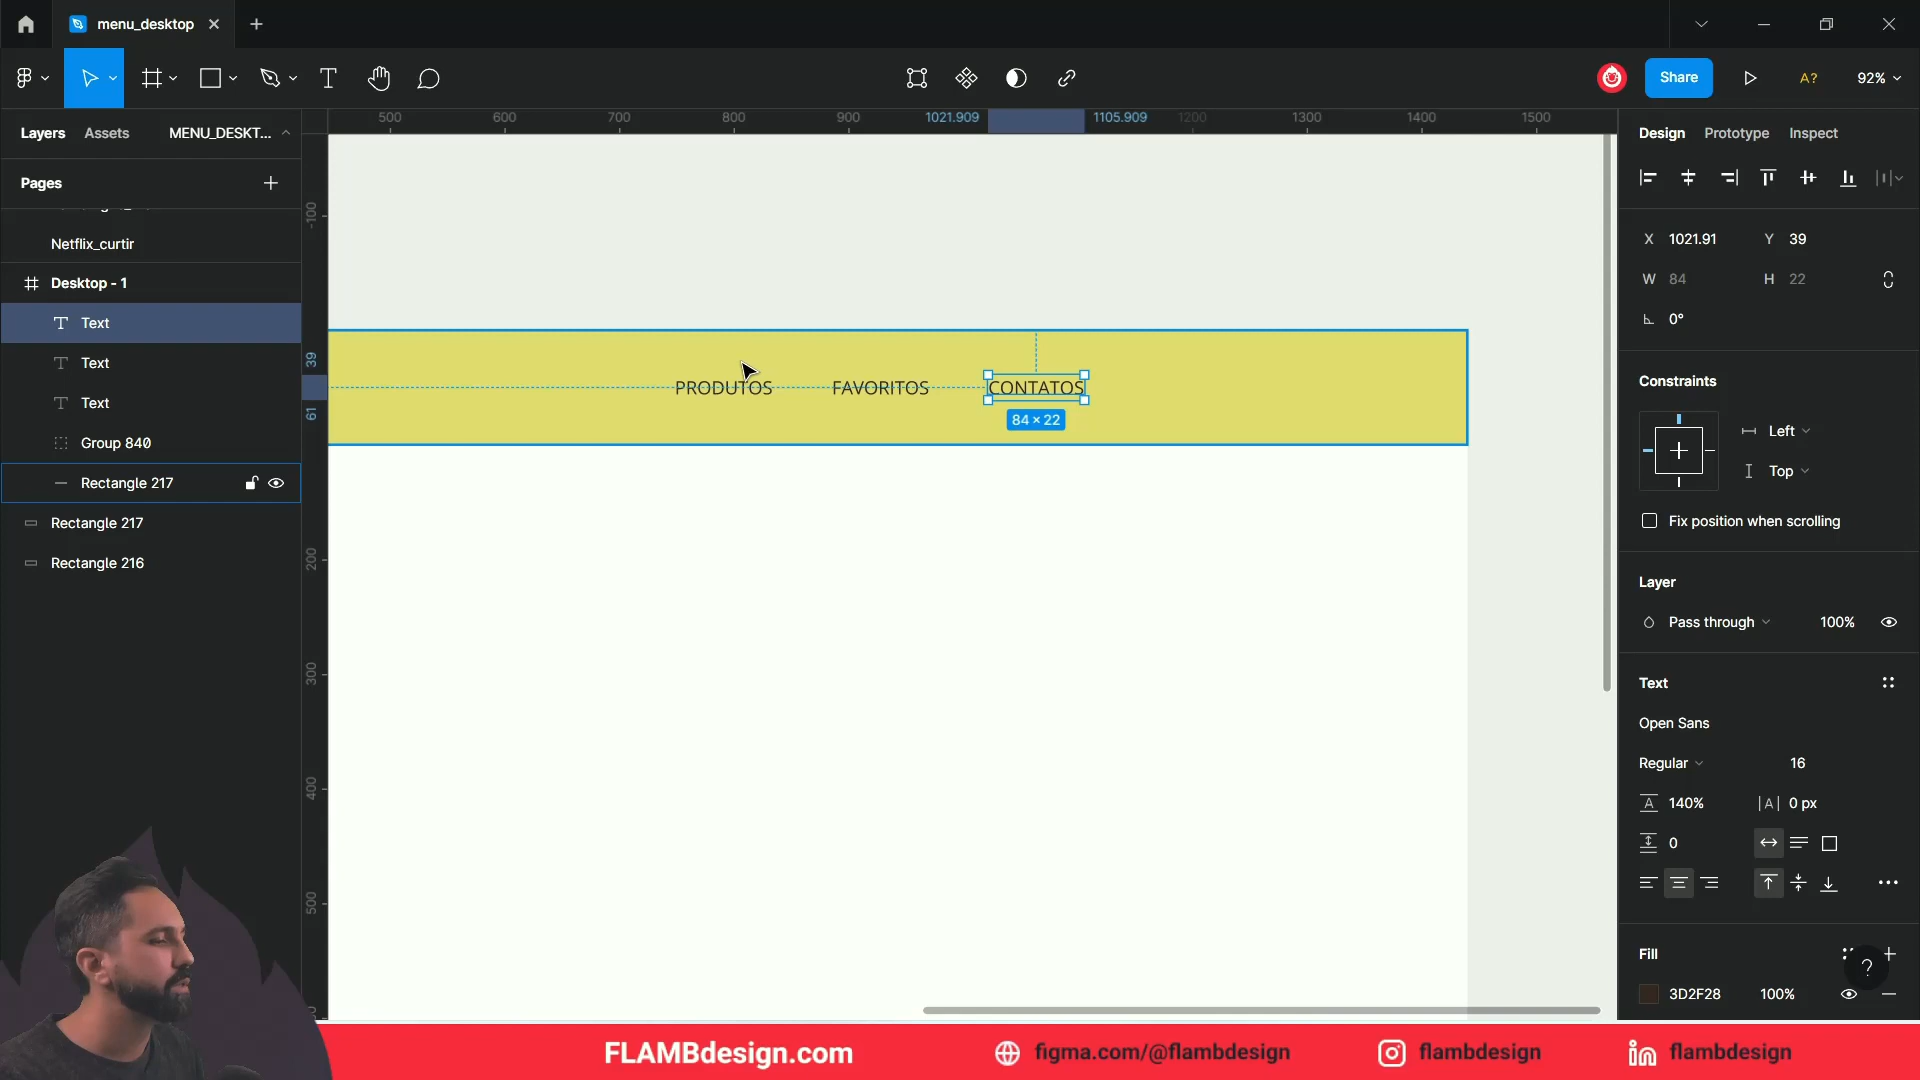 menu_desktop
Share
A?
92%
Layers
Assets
MENU_DESKT...
500
600
700
800
900
1021.909
1105.909
1200
1300
1400
1500
Design
Prototype
Inspect
Pages
Netflix_curtir
Desktop - 1
Text
Text
Text
Group 840
Rectangle 217
Rectangle 217
Rectangle 216
-100
39
61
200
300
400
500
PRODUTOS
FAVORITOS
CONTATOS
84 × 22
X 1021.91
Y 39
W 84
H 22
0°
Constraints
Left
Top
Fix position when scrolling
Layer
Pass through
100%
Text
Open Sans
Regular
16
140%
|A| 0 px
0
Fill
?
3D2F28
100%
FLAMBdesign.com
figma.com/@flambdesign
flambdesign
flambdesign